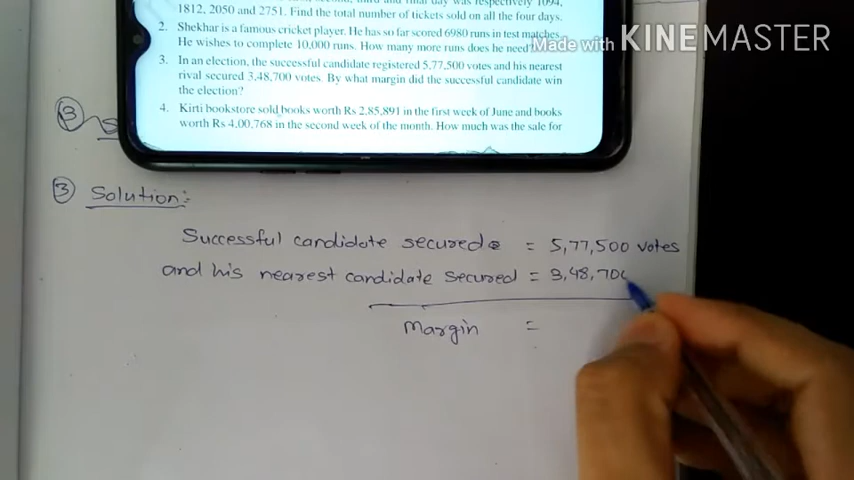 1812, 2050 and 2751. Find the total number of tickets sold on all the four days.
2. Shekhar is a famous cricket player. He has so far scored 6980 runs in test matches.
He wishes to complete 10,000 runs. How many more runs does he need
Made with KINEMASTER
3. In an election, the successful candidate registered 5,77,500 votes and his nearest
rival secured 3,48,700 votes. By what margin did the successful candidate win
the election?
4. Kirti bookstore sold books worth Rs 2,85,891 in the first week of June and books
worth Rs 4,00,768 in the second week of the month. How much was the sale for
3
3 Solution:-
Successful candidate secured = 5,77,500 votes
and his nearest candidate secured = 3,48,700
Margin =